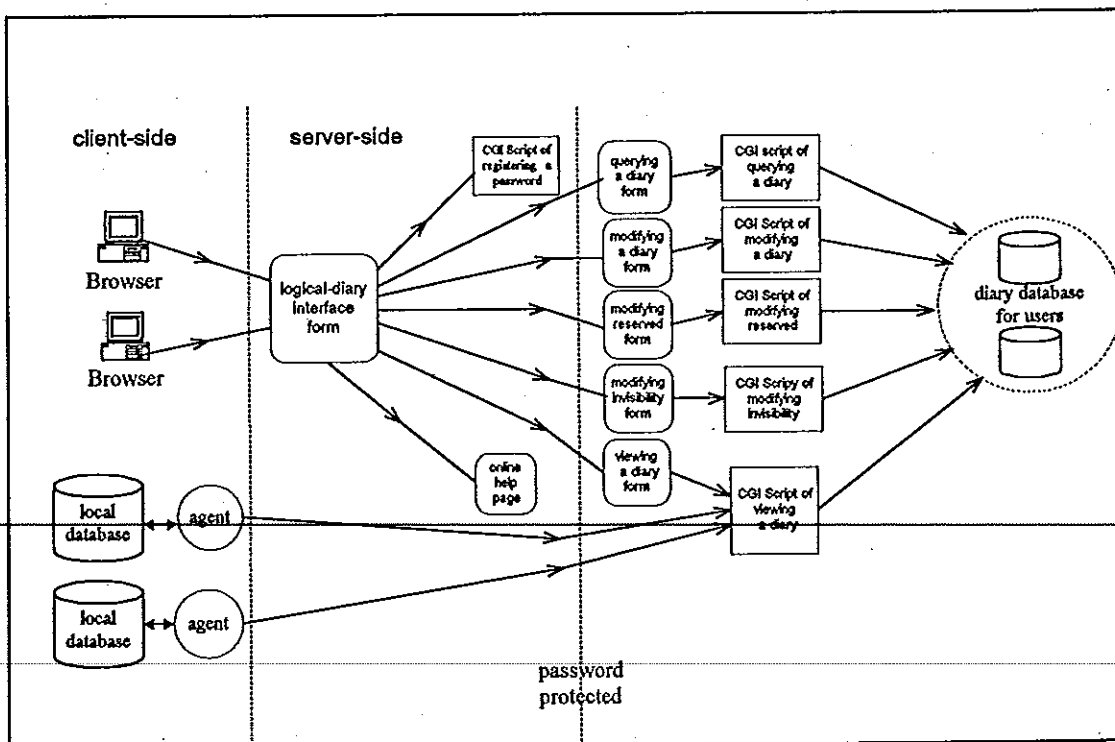 client-side
server-side
CGI Script of
registering a
password
querying
a diary
form
CGI script of
querying
a diary
modifying
a diary
form
CGI Script of
modifying
a diary
Browser
logical-diary
interface
form
modifying
reserved
form
CGI Script of
modifying
reserved
diary database
for users
Browser
modifying
invisibility
form
CGI Scripy of
modifying
invisibility
viewing
a diary
form
online
help
page
CGI Script of
viewing
a diary
local
database
agent
local
database
agent
password
protected